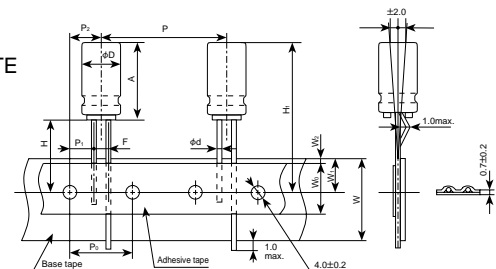 ±2.0
P2
P
TE
φD
A
H1
1.0max.
H
P1
F
φd
W2
W0
W1
W
0.7±0.2
P0
1.0
max.
Base tape
Adhesive tape
4.0±0.2